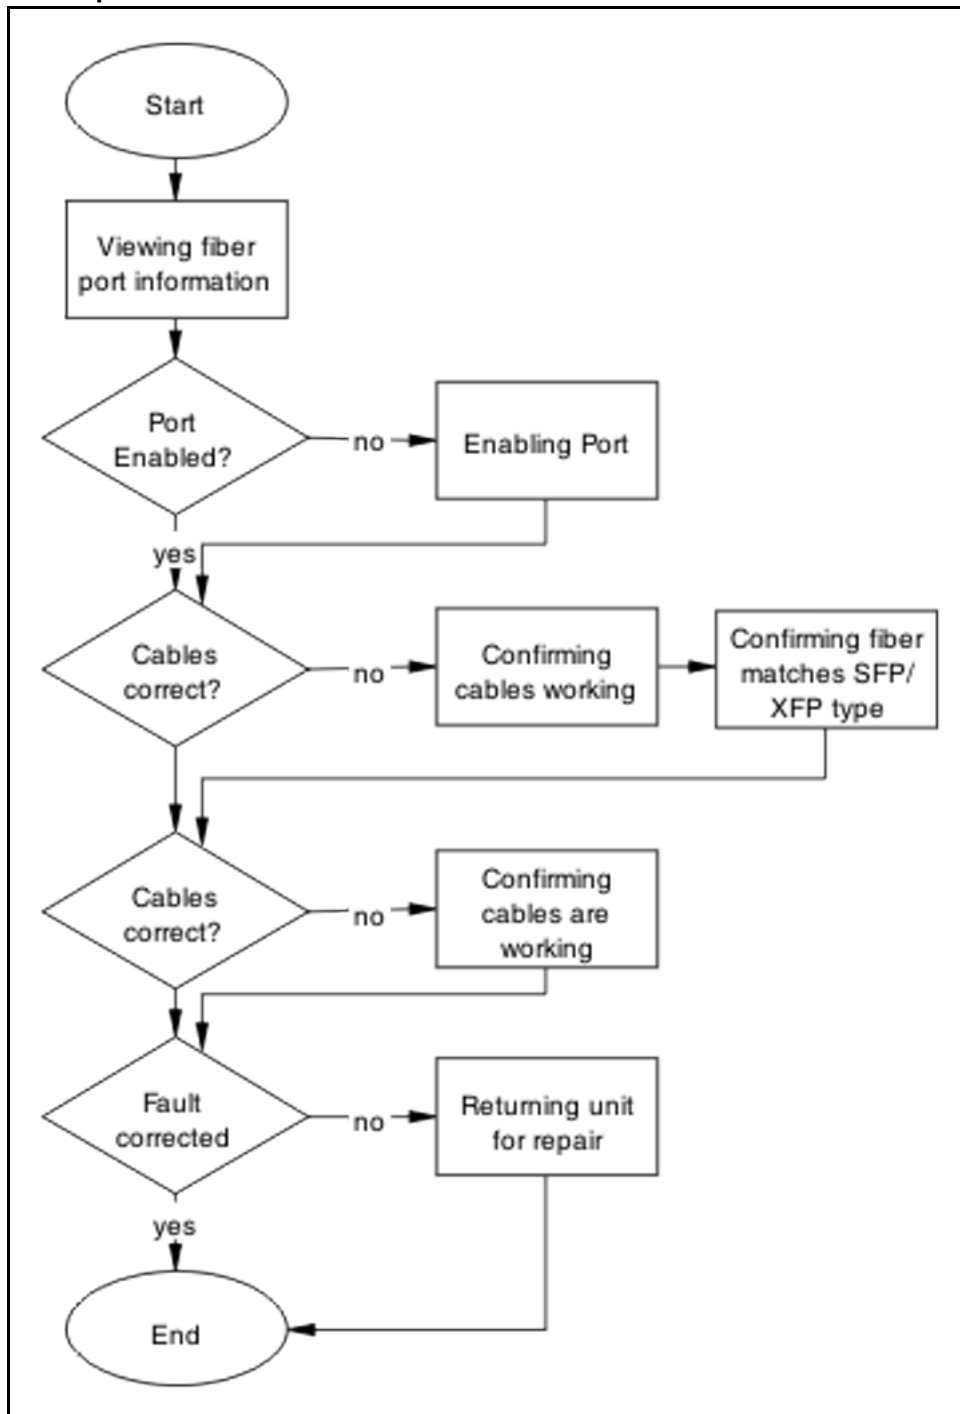 Start
Viewing fiber
port information
Port
Enabled?
no
Enabling Port
yes
Cables
correct?
no
Confirming
cables working
Confirming fiber
matches SFP/
XFP type
Cables
correct?
no
Confirming
cables are
working
Fault
corrected
no
Returning unit
for repair
yes
End